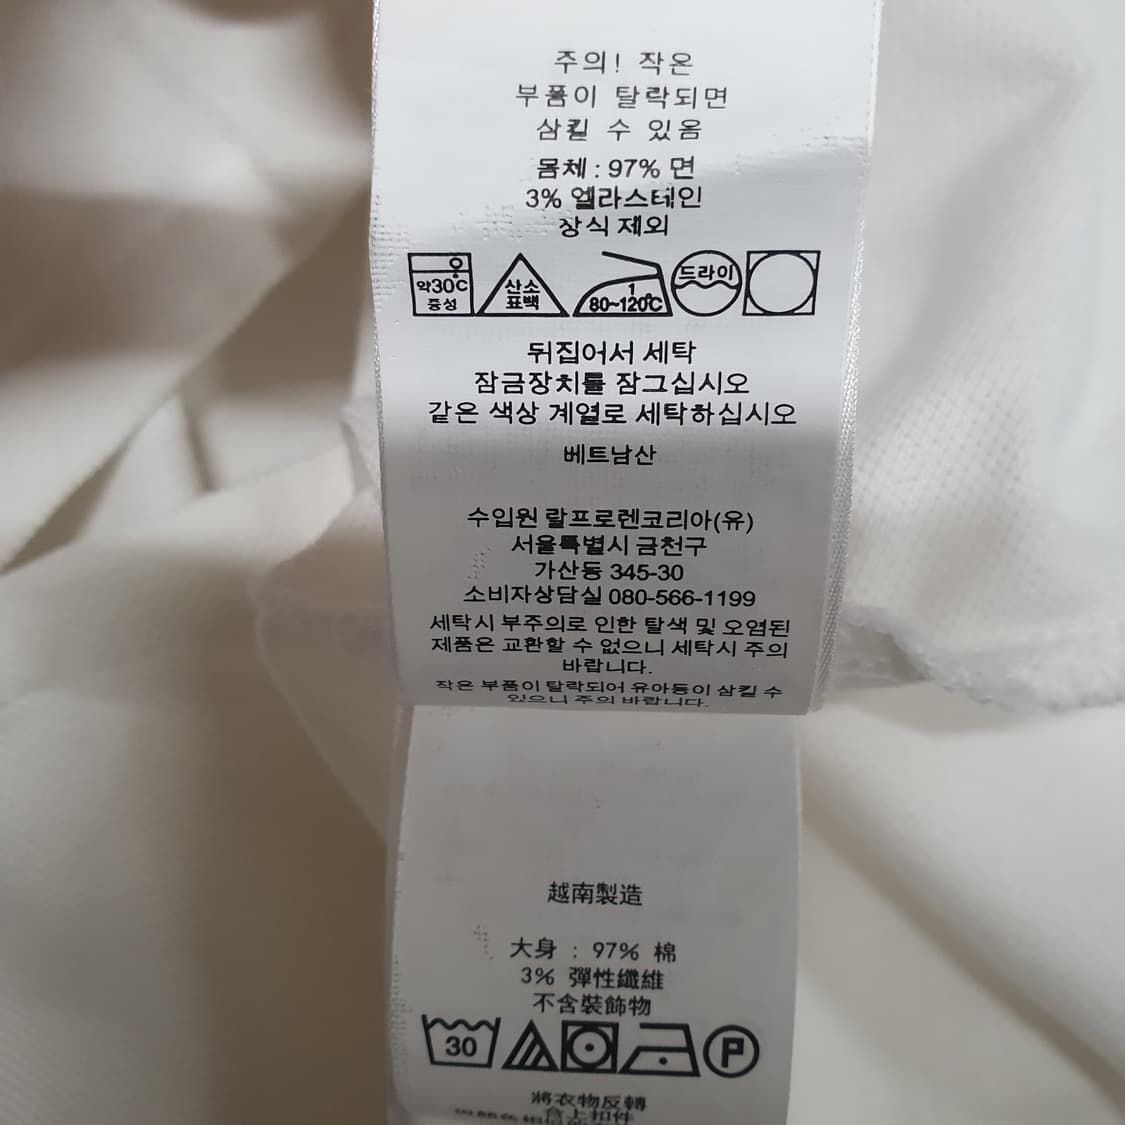 주의! 작은
부품이 탈락되면
삼킬 수 있음
몸체 : 97% 면
3% 엘라스테인
장식 제외
약30℃
중성
산소
표백
1
80~120℃
드라이
뒤집어서 세탁
잠금장치를 잠그십시오
같은 색상 계열로 세탁하십시오
베트남산
수입원 랄프로렌코리아(유)
서울특별시 금천구
가산동 345-30
소비자상담실 080-566-1199
세탁시 부주의로 인한 탈색 및 오염된
제품은 교환할 수 없으니 세탁시 주의
바랍니다.
작은 부품이 탈락되어 유아등이 삼킬 수
있으니 주의 바랍니다.
越南製造
大身 : 97% 棉
3% 彈性纖維
不含裝飾物
30
P
將衣物反轉
合上扣件